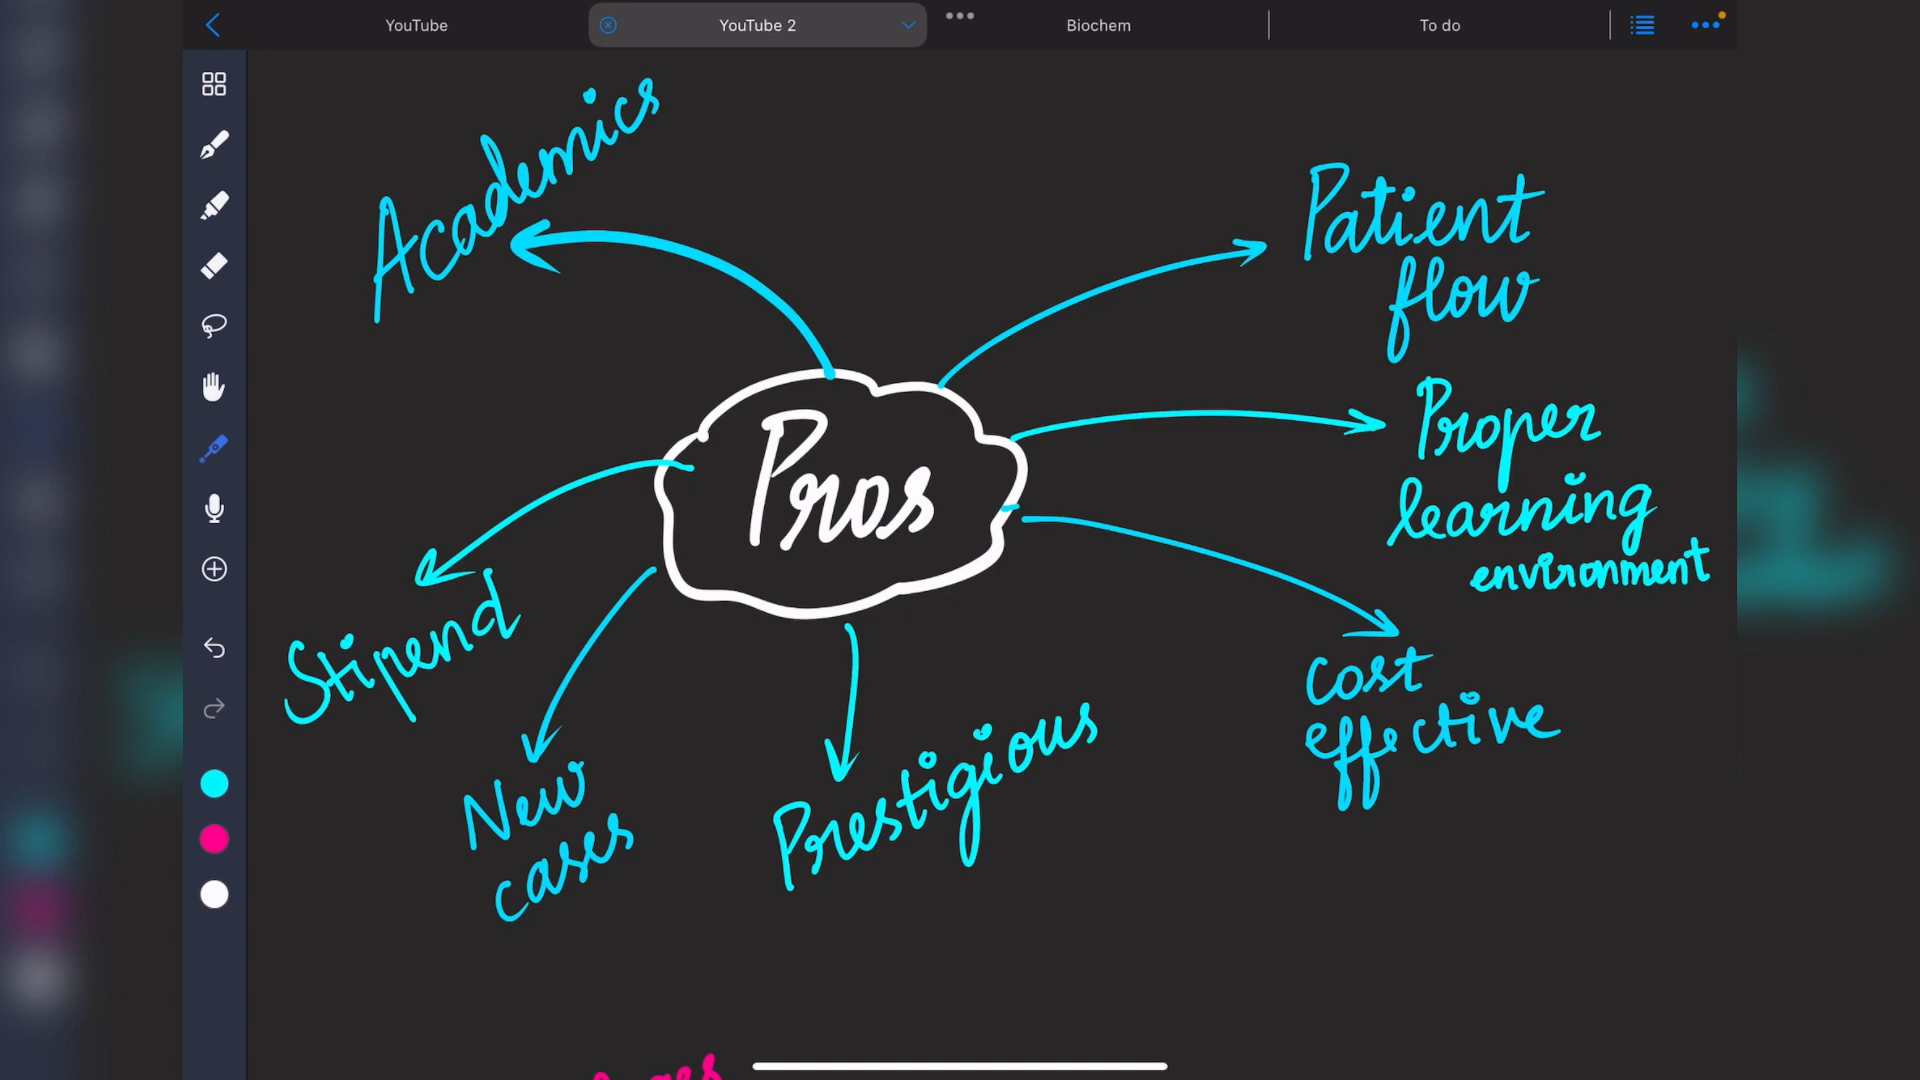 YouTube
YouTube 2
Biochem
To do
Academics
Patient
flow
Pros
Proper
learning
environment
Stipend
Cost
effective
New
cases
Prestigious